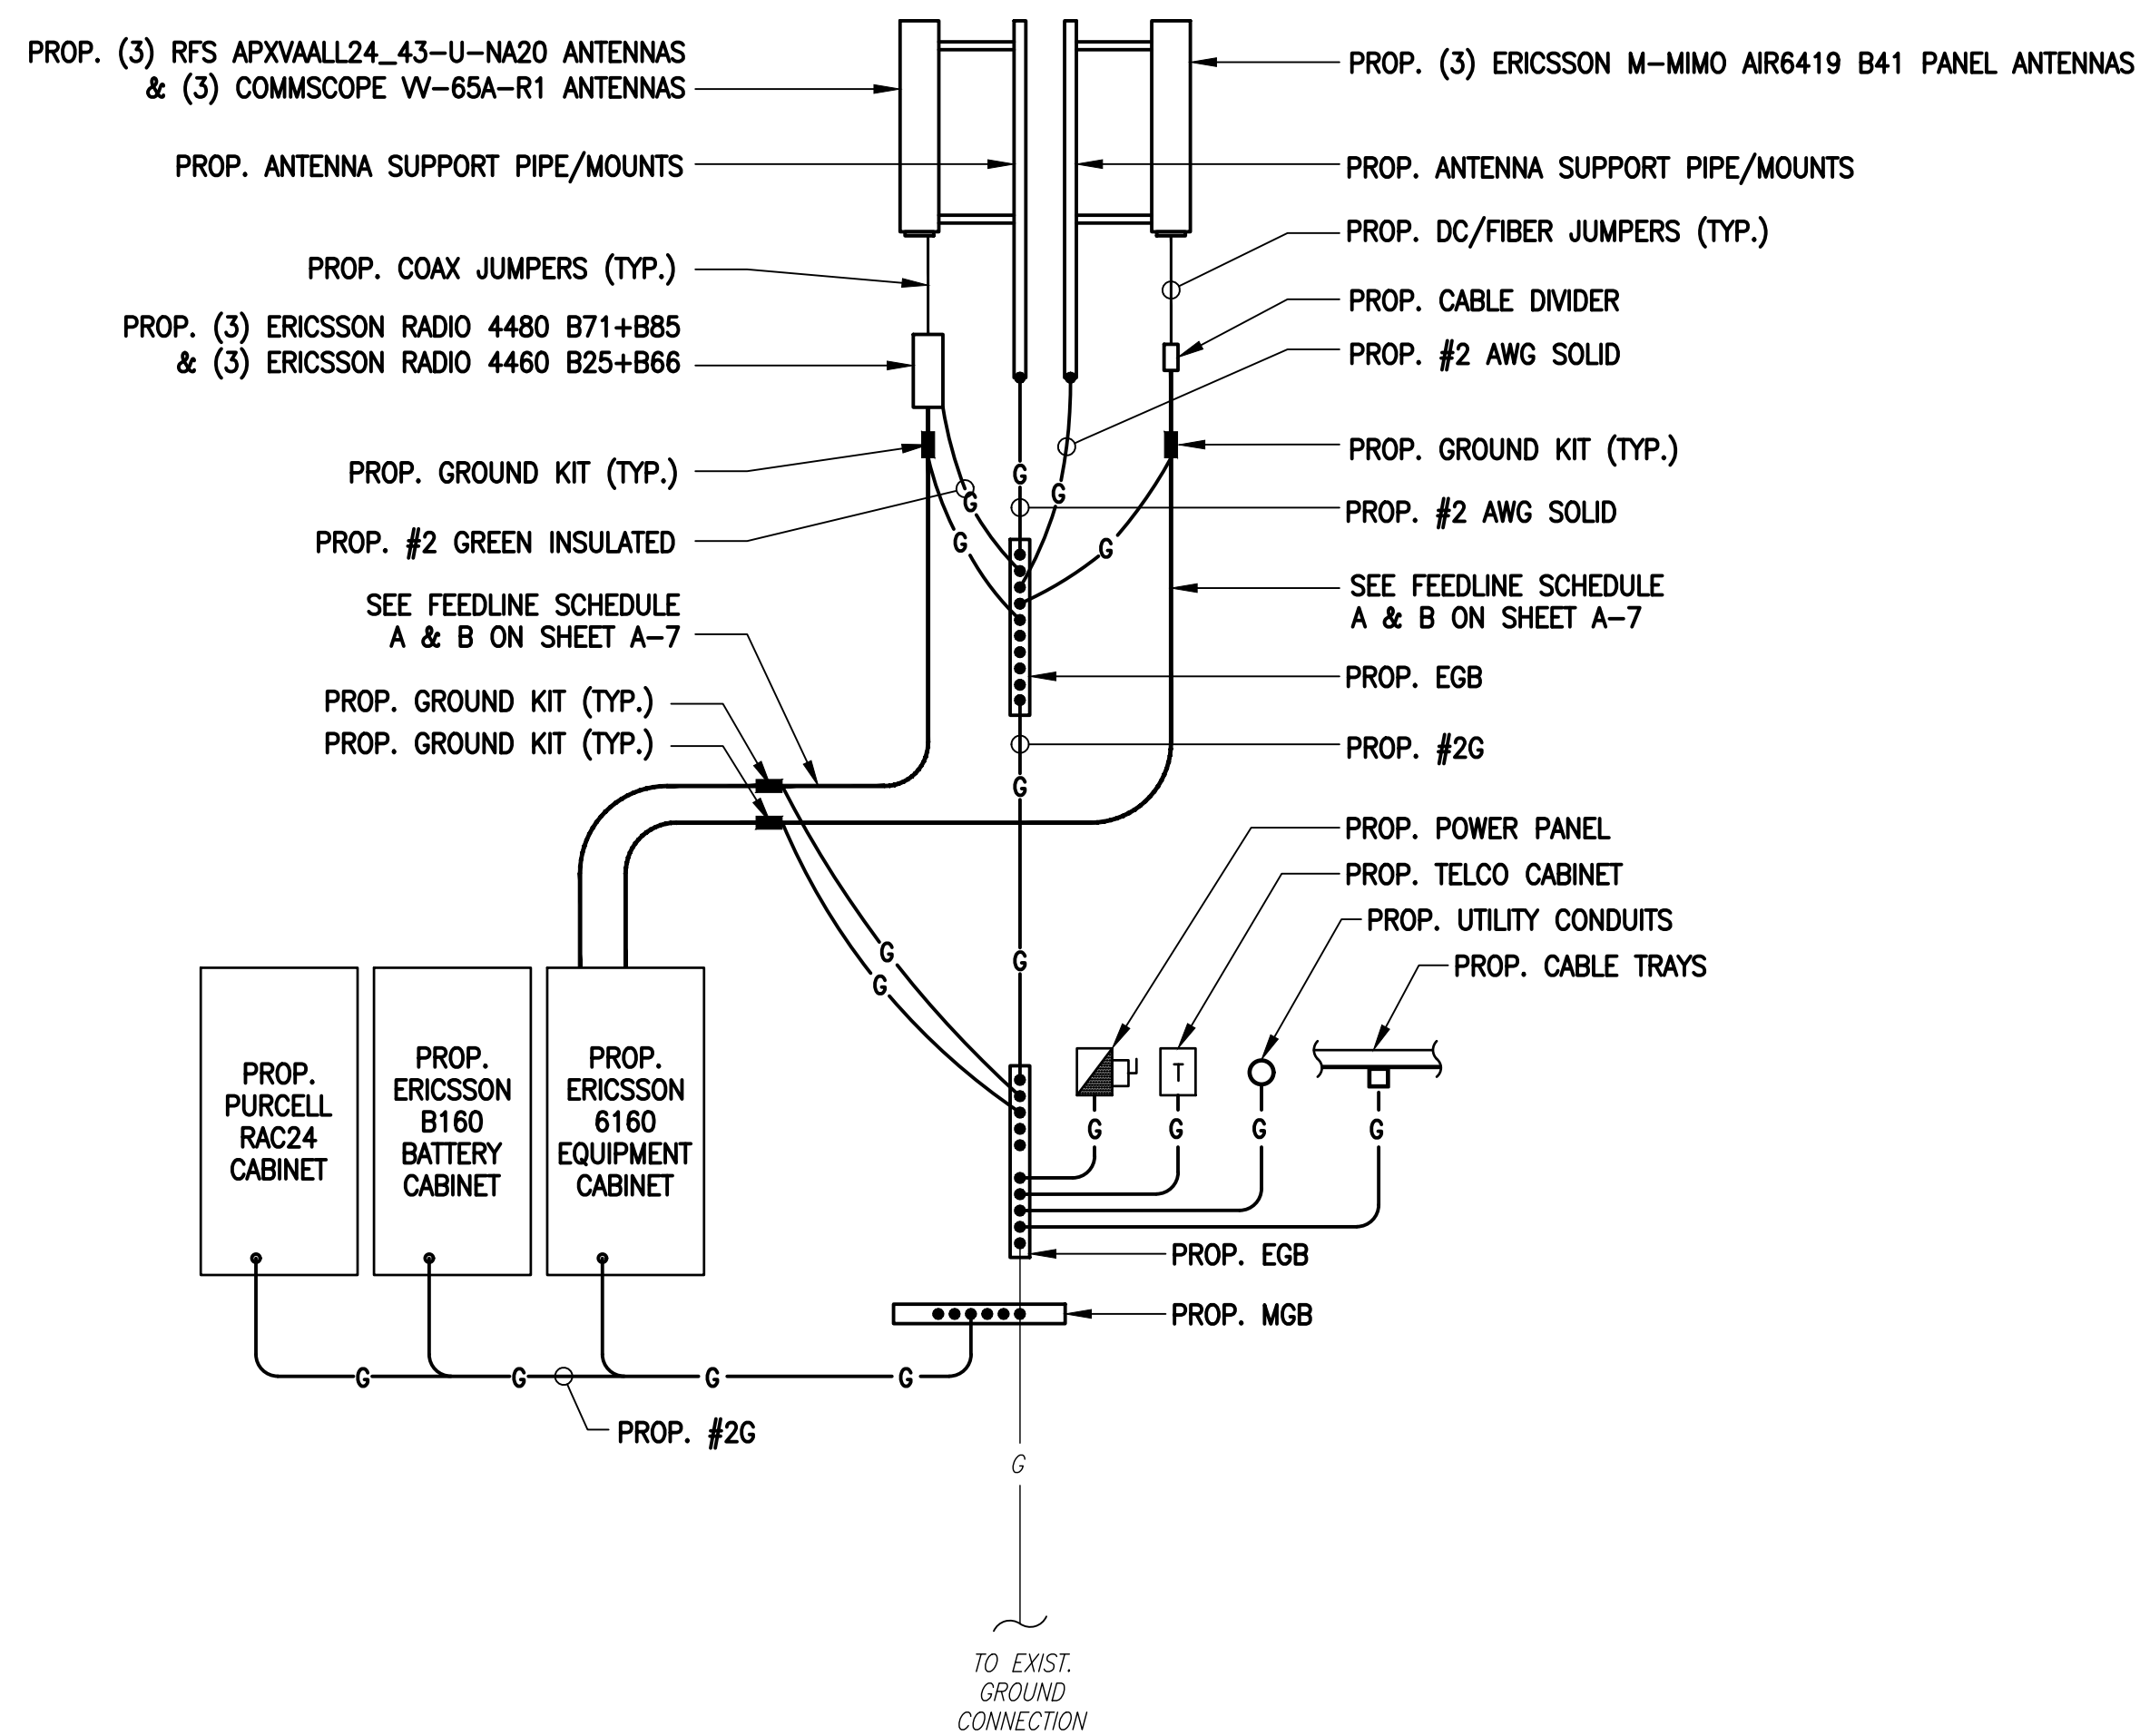 PROP. (3) RFS APXVAALL24_43-U-NA20 ANTENNAS
& (3) COMMSCOPE VV-65A-R1 ANTENNAS
PROP. ANTENNA SUPPORT PIPE/MOUNTS
PROP. COAX JUMPERS (TYP.)
PROP. (3) ERICSSON RADIO 4480 B71+B85
& (3) ERICSSON RADIO 4460 B25+B66
PROP. GROUND KIT (TYP.)
PROP. #2 GREEN INSULATED
SEE FEEDLINE SCHEDULE
A & B ON SHEET A-7
PROP. GROUND KIT (TYP.)
PROP. GROUND KIT (TYP.)
PROP. (3) ERICSSON M-MIMO AIR6419 B41 PANEL ANTENNAS
PROP. ANTENNA SUPPORT PIPE/MOUNTS
PROP. DC/FIBER JUMPERS (TYP.)
PROP. CABLE DIVIDER
PROP. #2 AWG SOLID
PROP. GROUND KIT (TYP.)
PROP. #2 AWG SOLID
SEE FEEDLINE SCHEDULE
A & B ON SHEET A-7
PROP. EGB
PROP. #2G
PROP. POWER PANEL
PROP. TELCO CABINET
PROP. UTILITY CONDUITS
PROP. CABLE TRAYS
G
G
G
G
G
G
G
G
G
T
G
G
G
G
PROP.
PURCELL
RAC24
CABINET
PROP.
ERICSSON
B160
BATTERY
CABINET
PROP.
ERICSSON
6160
EQUIPMENT
CABINET
PROP. EGB
PROP. MGB
G
G
G
G
PROP. #2G
G
TO EXIST.
GROUND
CONNECTION